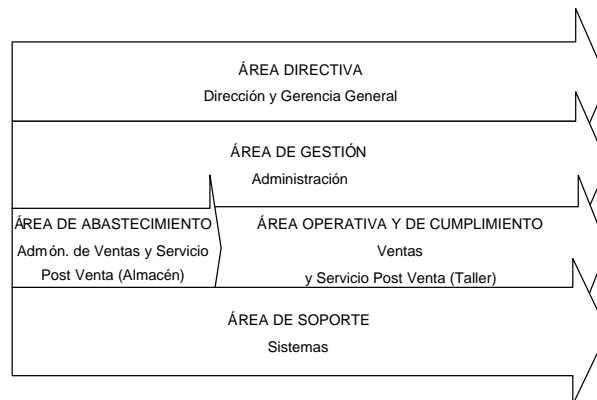 ÁREA DIRECTIVA
Dirección y Gerencia General
ÁREA DE GESTIÓN
Administración
ÁREA DE ABASTECIMIENTO
Admón. de Ventas y Servicio
Post Venta (Almacén)
ÁREA OPERATIVA Y DE CUMPLIMIENTO
Ventas
y Servicio Post Venta (Taller)
ÁREA DE SOPORTE
Sistemas